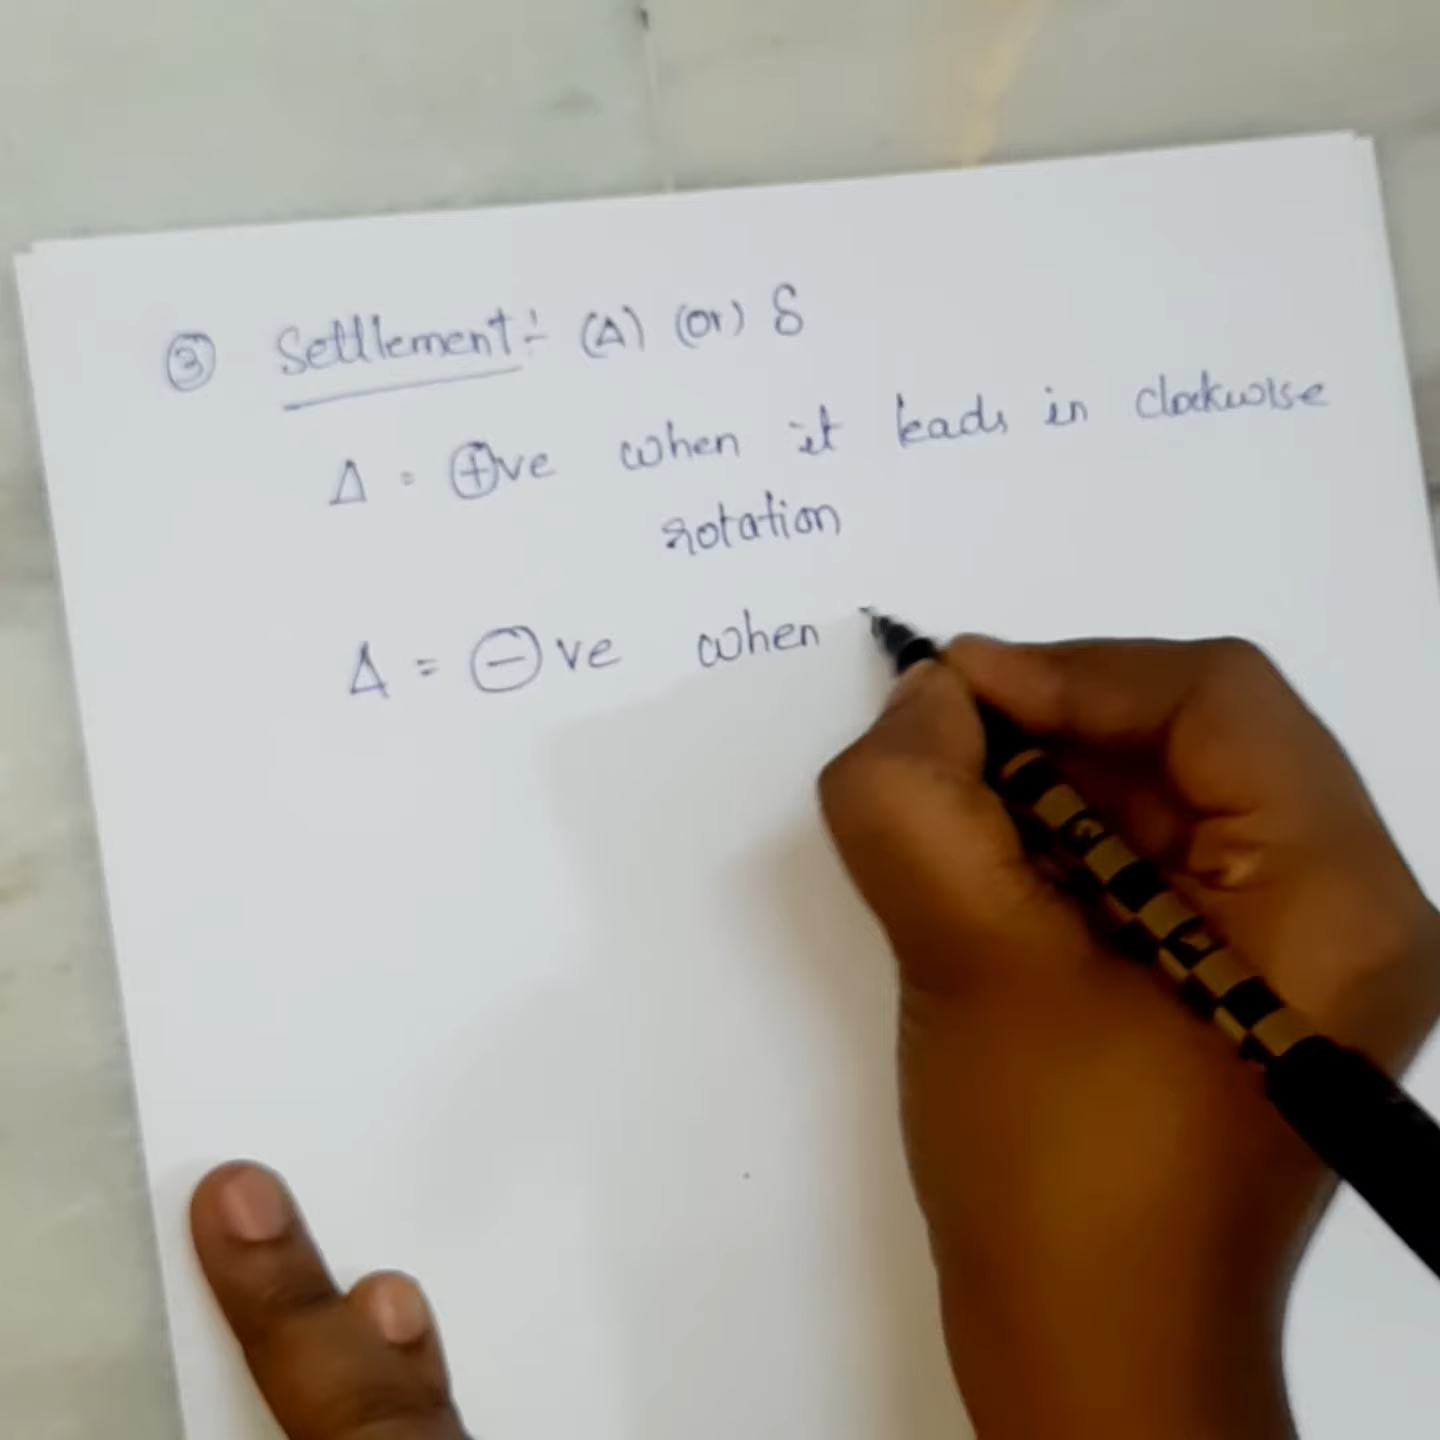 ③ Settlement:- (Δ) (or) δ
Δ = ⊕ve when it leads in clockwise
rotation
Δ = ⊖ve when